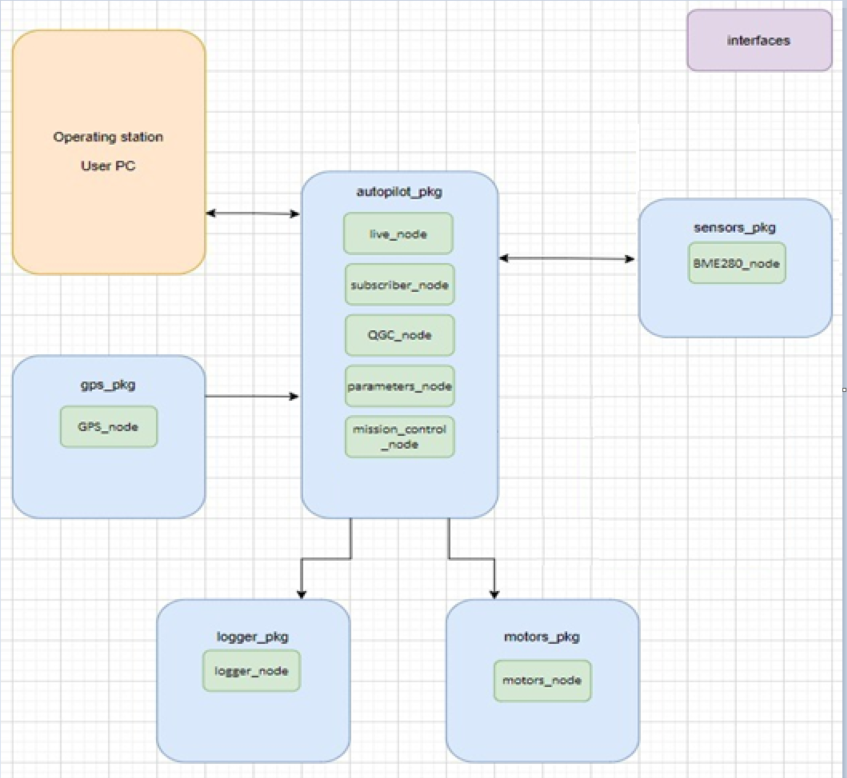 interfaces
Operating station
User PC
autopilot_pkg
live_node
subscriber_node
QGC_node
parameters_node
mission_control
_node
sensors_pkg
BME280_node
gps_pkg
GPS_node
logger_pkg
logger_node
motors_pkg
motors_node